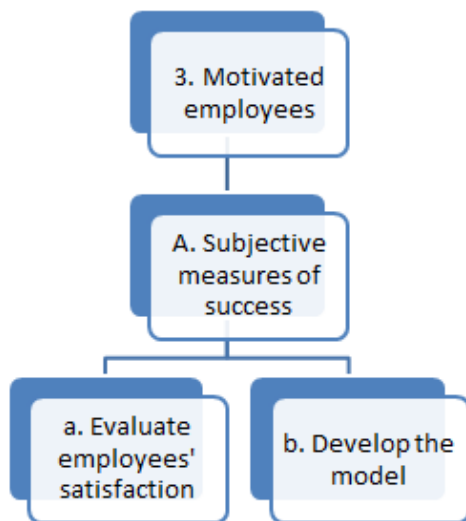 3. Motivated
employees
A. Subjective
measures of
success
a. Evaluate
employees'
satisfaction
b. Develop the
model